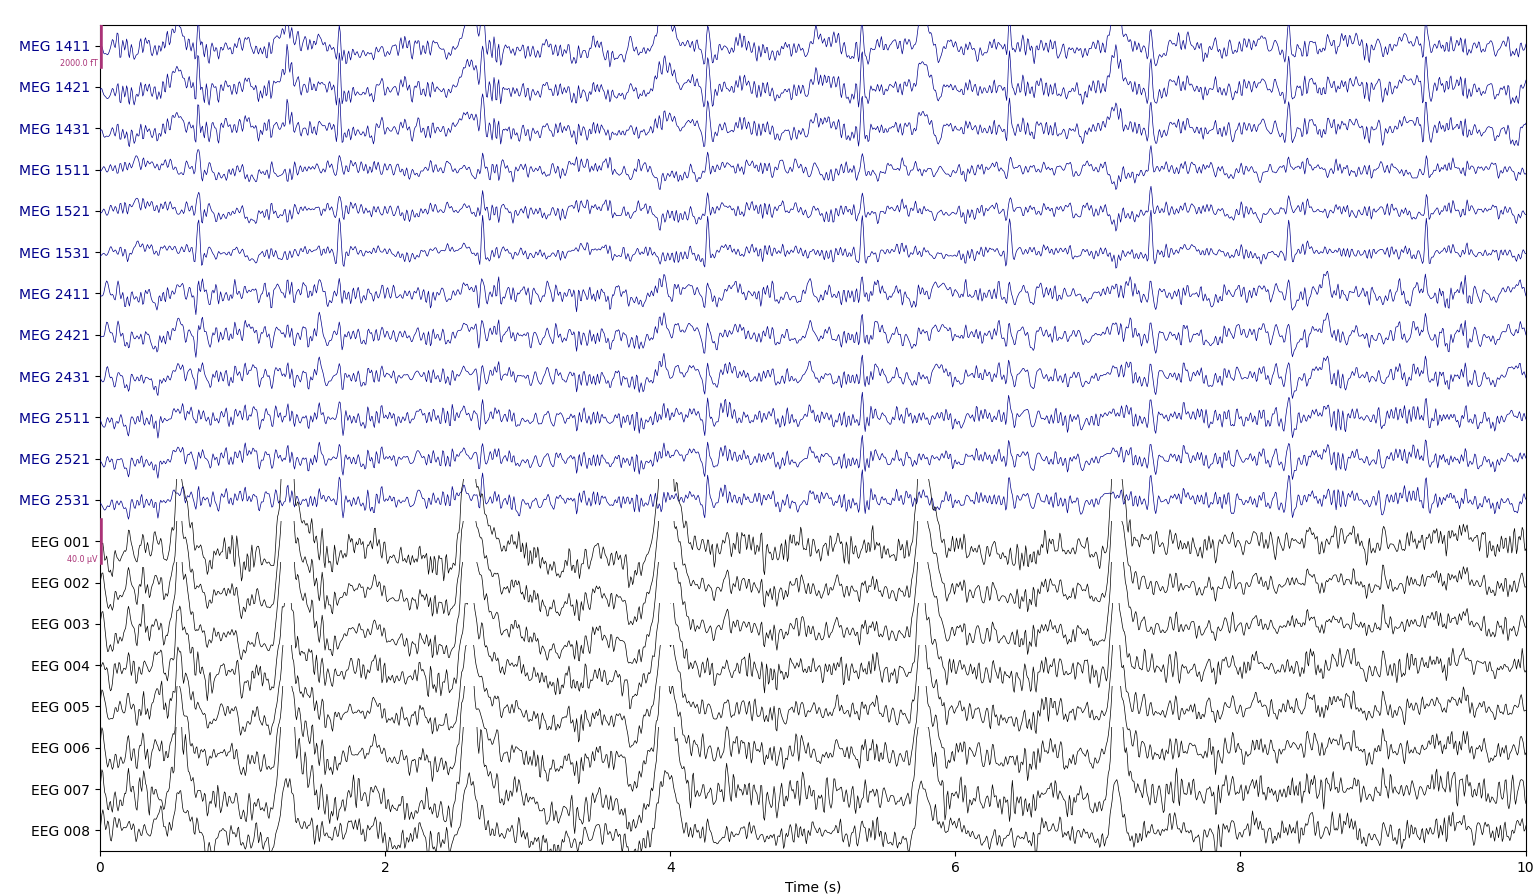 MEG 1411
2000.0 fT
MEG 1421
MEG 1431
MEG 1511
MEG 1521
MEG 1531
MEG 2411
MEG 2421
MEG 2431
MEG 2511
MEG 2521
MEG 2531
EEG 001
40.0 µV
EEG 002
EEG 003
EEG 004
EEG 005
EEG 006
EEG 007
EEG 008
0 2 4 6 8 10
Time (s)